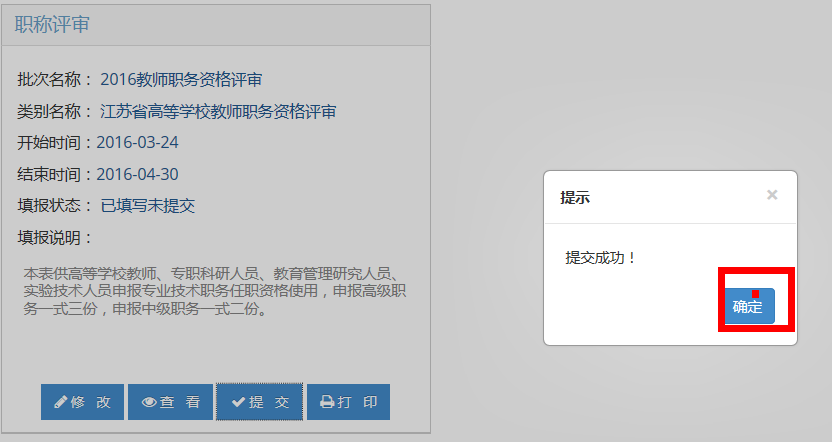 职称评审
批次名称： 2016教师职务资格评审
类别名称： 江苏省高等学校教师职务资格评审
开始时间：2016-03-24
结束时间：2016-04-30
填报状态： 已填写未提交
填报说明：
本表供高等学校教师、专职科研人员、教育管理研究人员、
实验技术人员申报专业技术职务任职资格使用，申报高级职
务一式三份，申报中级职务一式二份。
修 改
查 看
提 交
打 印
提示
×
提交成功！
确定